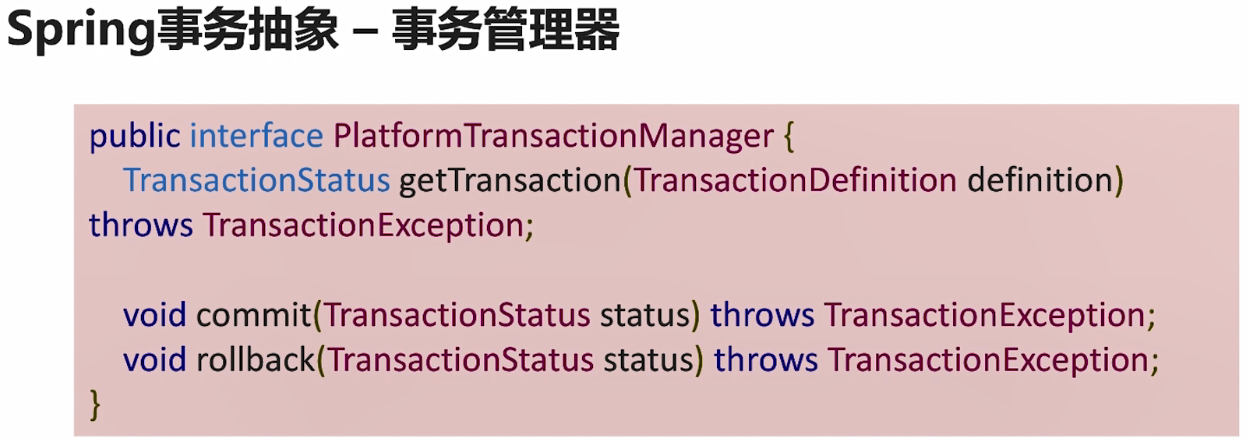 Spring事务抽象 – 事务管理器
public interface PlatformTransactionManager {
TransactionStatus getTransaction(TransactionDefinition definition)
throws TransactionException;
void commit(TransactionStatus status) throws TransactionException;
void rollback(TransactionStatus status) throws TransactionException;
}